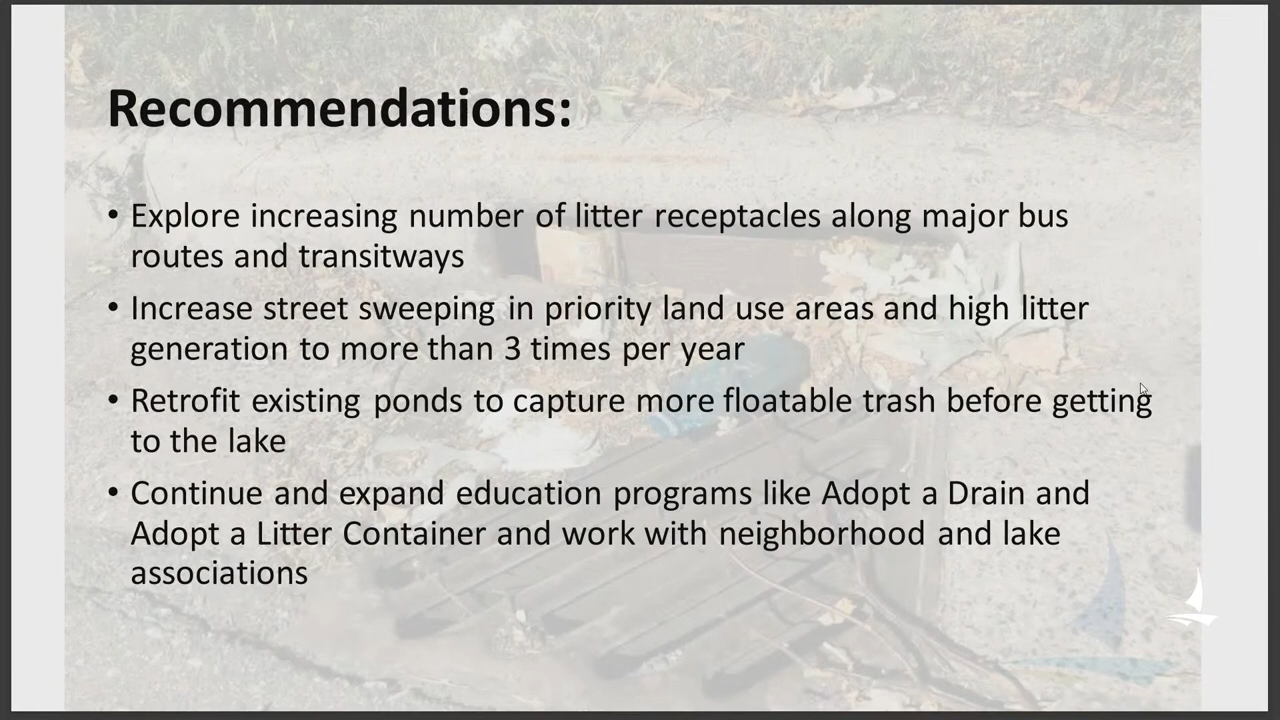 Recommendations:
• Explore increasing number of litter receptacles along major bus
routes and transitways
• Increase street sweeping in priority land use areas and high litter
generation to more than 3 times per year
• Retrofit existing ponds to capture more floatable trash before getting
to the lake
• Continue and expand education programs like Adopt a Drain and
Adopt a Litter Container and work with neighborhood and lake
associations